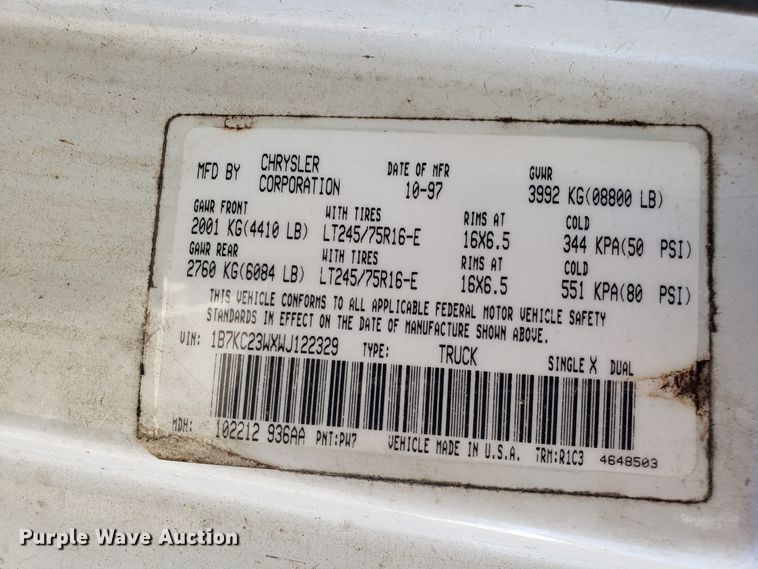 MFD BY CHRYSLER CORPORATION DATE OF MFR 10-97 GVWR 3992 KG(08800 LB)
GAWR FRONT WITH TIRES RIMS AT COLD
2001 KG(4410 LB) LT245/75R16-E 16X6.5 344 KPA(50 PSI)
GAWR REAR WITH TIRES RIMS AT COLD
2760 KG(6084 LB) LT245/75R16-E 16X6.5 551 KPA(80 PSI)
THIS VEHICLE CONFORMS TO ALL APPLICABLE FEDERAL MOTOR VEHICLE SAFETY
STANDARDS IN EFFECT ON THE DATE OF MANUFACTURE SHOWN ABOVE.
VIN: 1B7KC23WXWJ122329 TYPE: TRUCK SINGLE X DUAL
MDH: 102212 936AA PNT:PW7 VEHICLE MADE IN U.S.A. TRM:R1C3 4648503
Purple Wave Auction